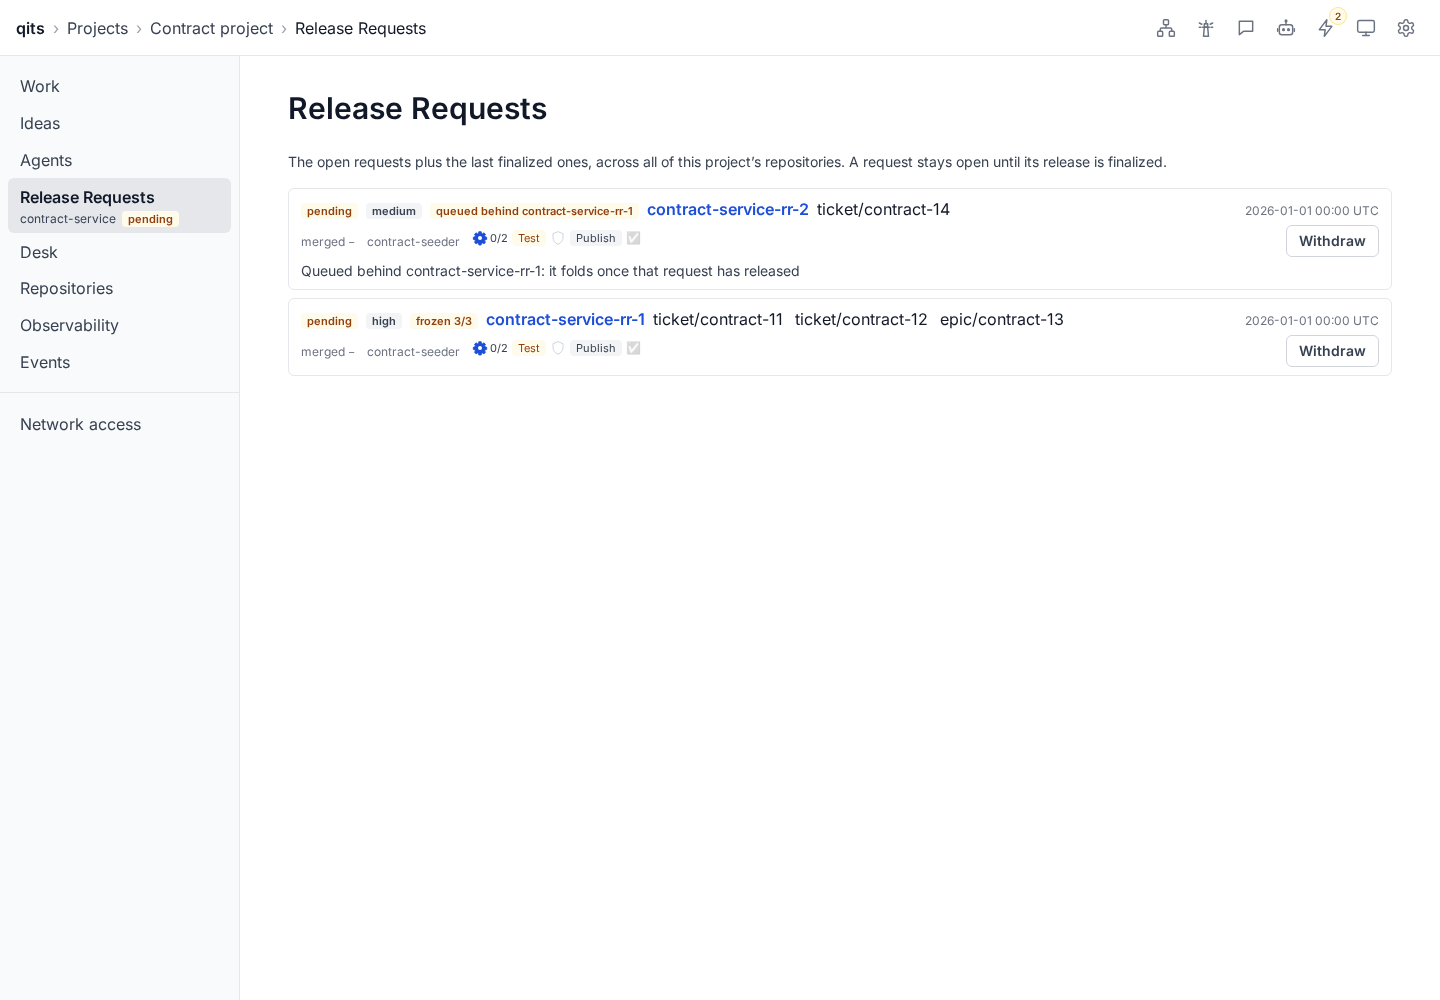 qits › Projects › Contract project › Release Requests
2
Work
Ideas
Agents
Release Requests
contract-service pending
Desk
Repositories
Observability
Events
Network access
Release Requests
The open requests plus the last finalized ones, across all of this project’s repositories. A request stays open until its release is finalized.
pending medium queued behind contract-service-rr-1 contract-service-rr-2 ticket/contract-14 2026-01-01 00:00 UTC
merged – contract-seeder 0/2 Test Publish Withdraw
Queued behind contract-service-rr-1: it folds once that request has released
pending high frozen 3/3 contract-service-rr-1 ticket/contract-11 ticket/contract-12 epic/contract-13 2026-01-01 00:00 UTC
merged – contract-seeder 0/2 Test Publish Withdraw